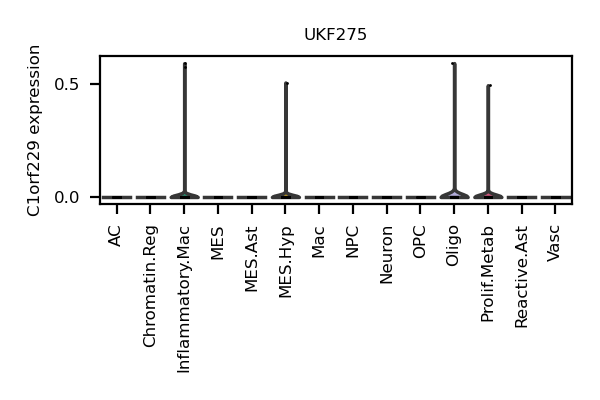 UKF275
C1orf229 expression
0.5
0.0
AC
Chromatin.Reg
Inflammatory.Mac
MES
MES.Ast
MES.Hyp
Mac
NPC
Neuron
OPC
Oligo
Prolif.Metab
Reactive.Ast
Vasc